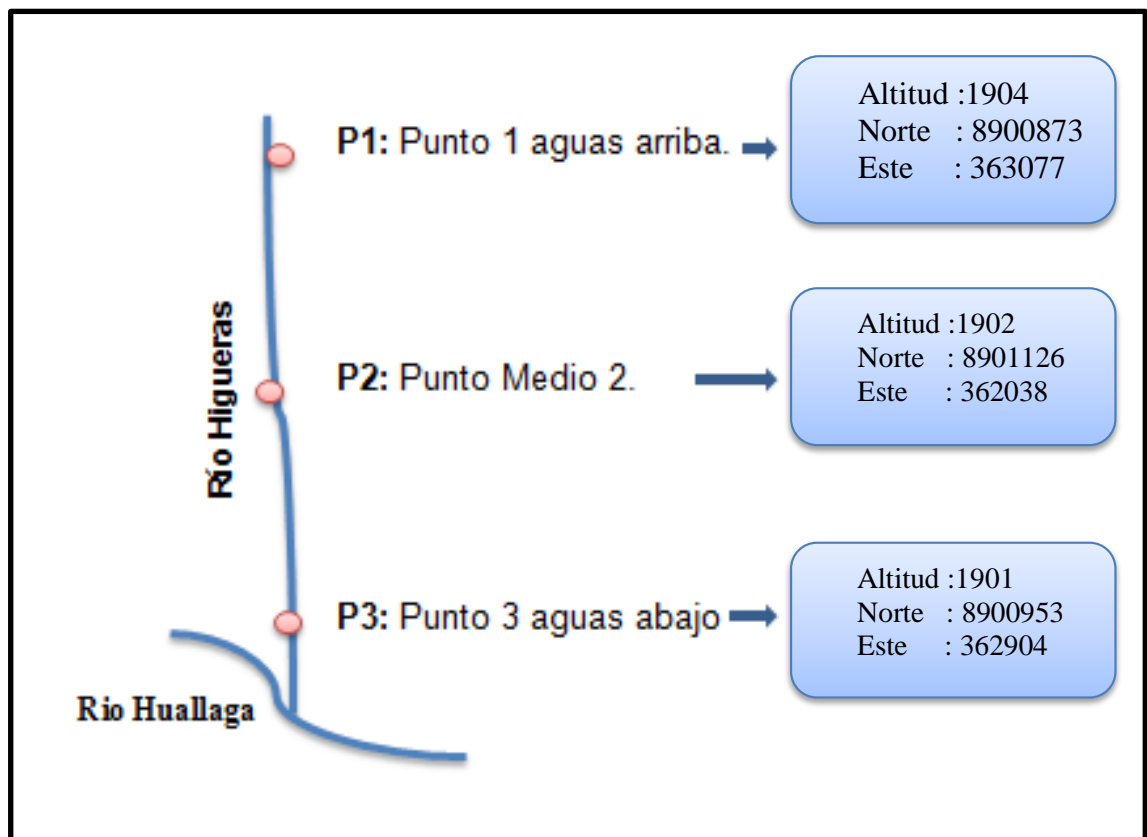 P1: Punto 1 aguas arriba.
Altitud :1904
Norte : 8900873
Este : 363077
Río Higueras
P2: Punto Medio 2.
Altitud :1902
Norte : 8901126
Este : 362038
P3: Punto 3 aguas abajo
Altitud :1901
Norte : 8900953
Este : 362904
Rio Huallaga